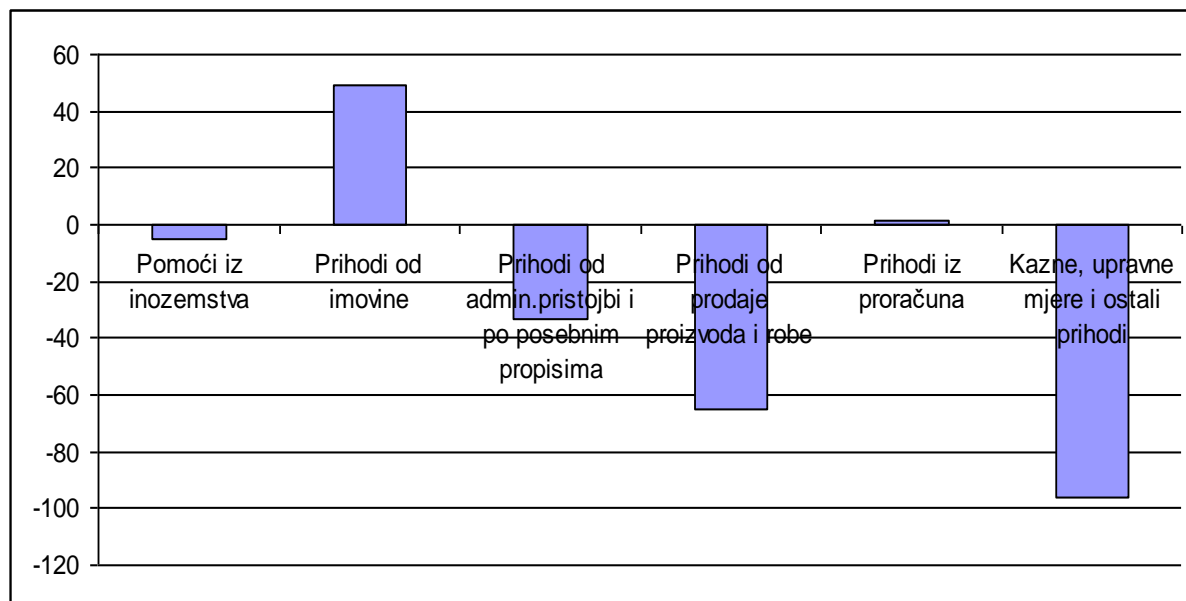 60
40
20
0
-20
-40
-60
-80
-100
-120
Pomoći iz
inozemstva
Prihodi od
imovine
Prihodi od
admin.pristojbi i
po posebnim
propisima
Prihodi od
prodaje
proizvoda i robe
Prihodi iz
proračuna
Kazne, upravne
mjere i ostali
prihodi